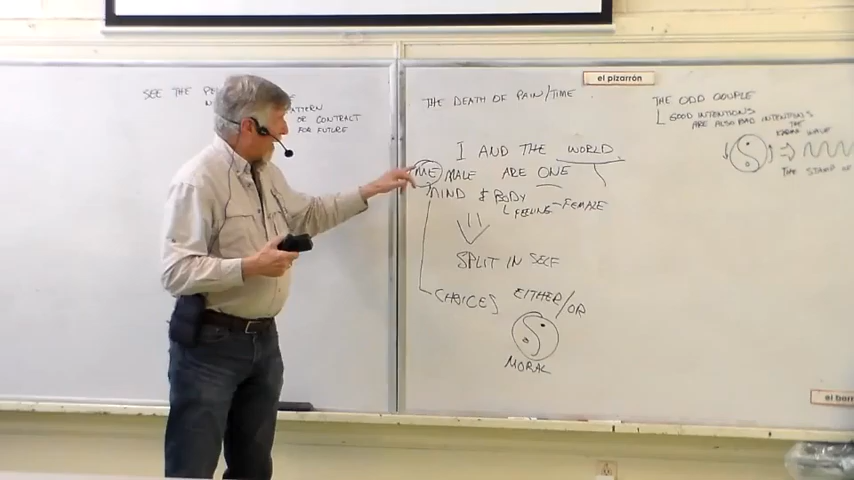 SEE THE
PATTERN
OR CONTRACT
FOR FUTURE
THE DEATH OF PAIN/TIME
I AND THE WORLD
ME MALE ARE ONE
MIND & BODY
FEELING - FEMALE
SPLIT IN SELF
CHOICES EITHER/OR
MORAL
el pizarrón
THE ODD COUPLE
GOOD INTENTIONS
ARE ALSO BAD INTENTIONS
THE
KARMA WAVE
THE STAMP OF